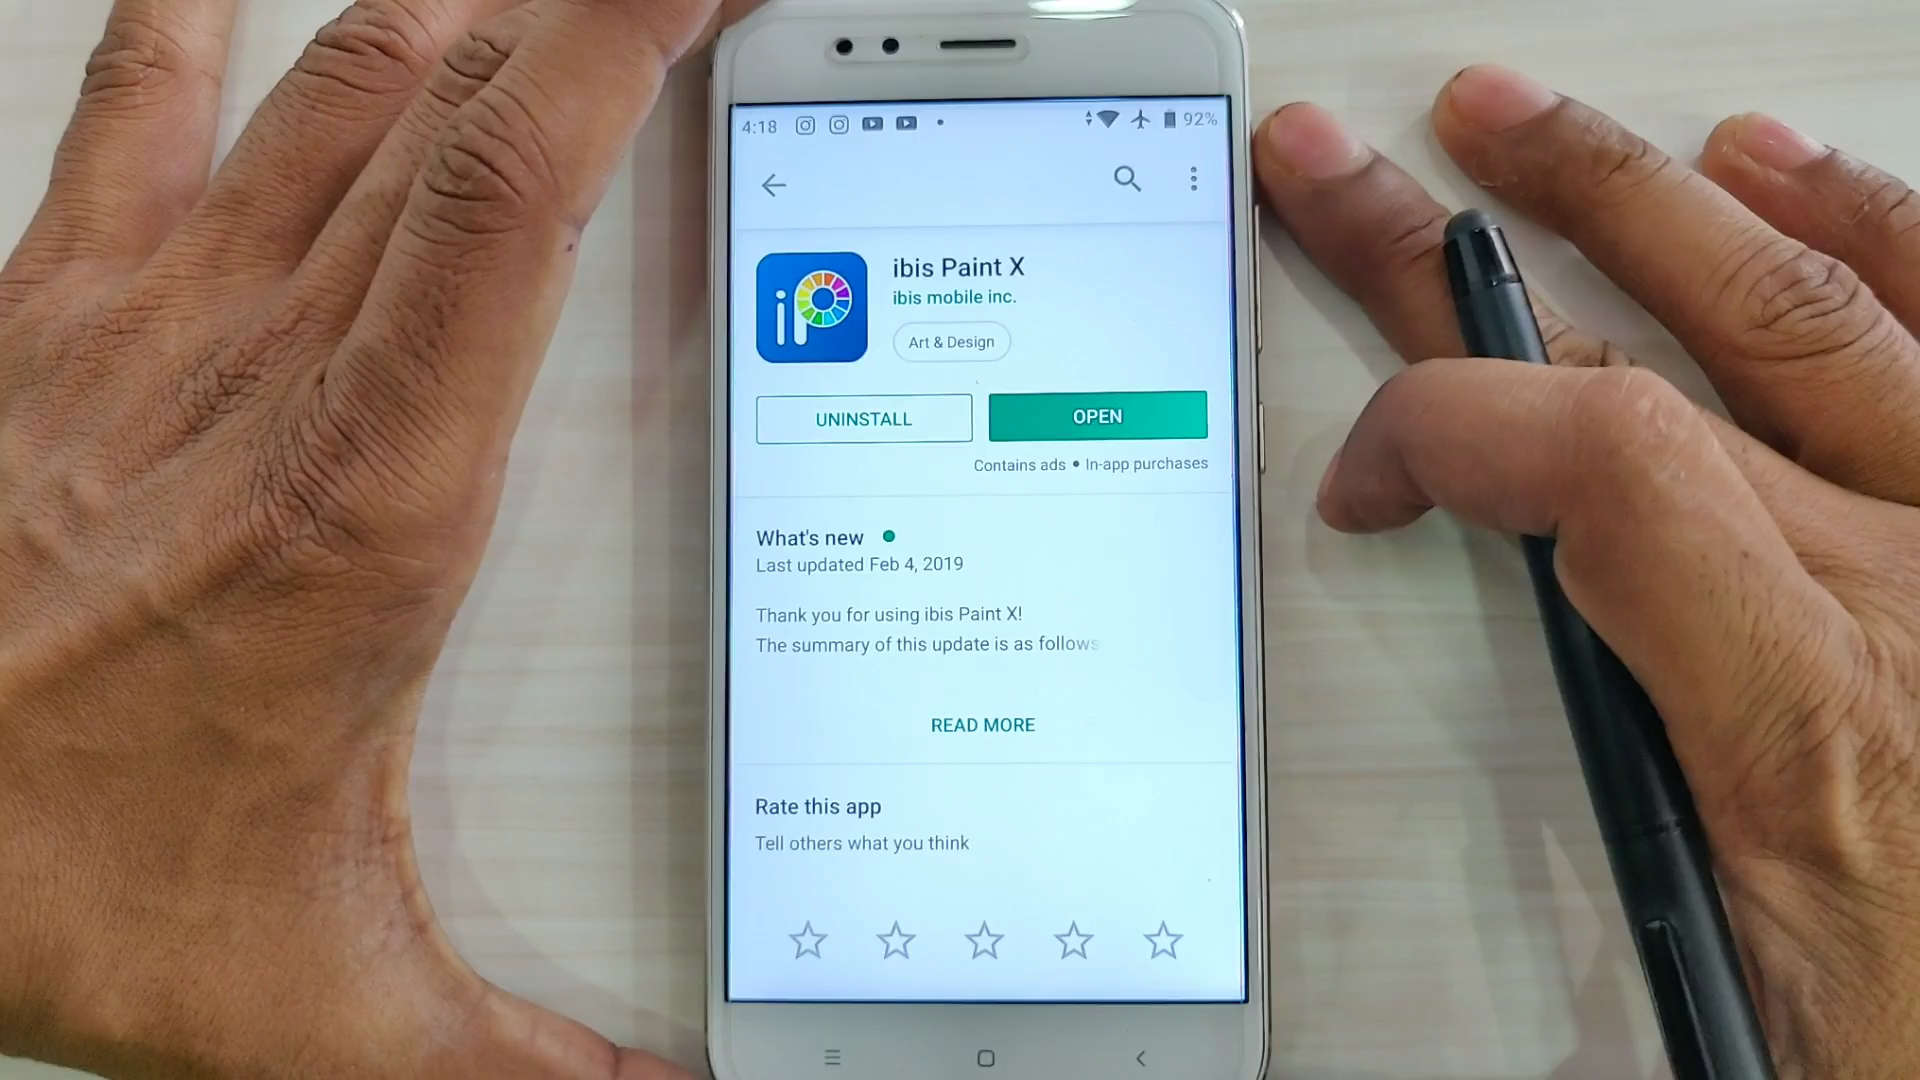 4:18
92%
iP
ibis Paint X
ibis mobile inc.
Art & Design
UNINSTALL
OPEN
Contains ads • In-app purchases
What's new
Last updated Feb 4, 2019
Thank you for using ibis Paint X!
The summary of this update is as follows
READ MORE
Rate this app
Tell others what you think